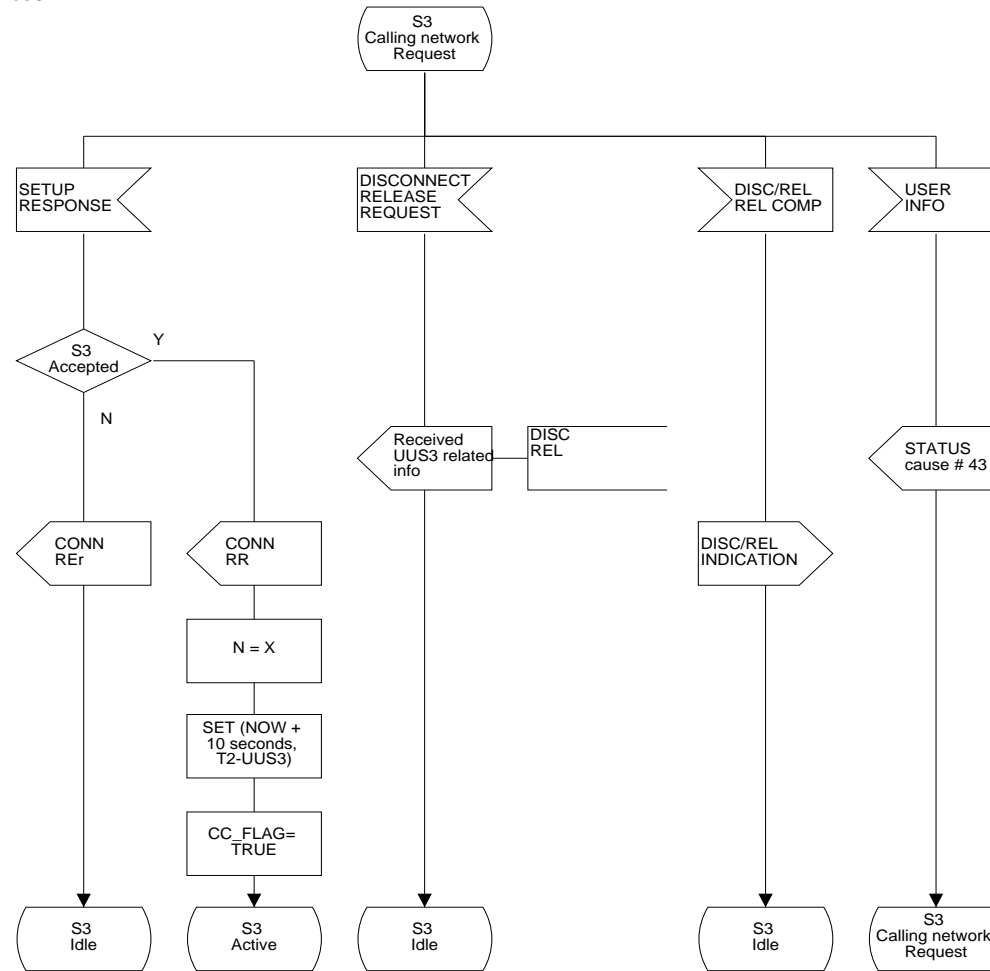 S3
Calling network
Request
SETUP
RESPONSE
DISCONNECT
RELEASE
REQUEST
DISC/REL
REL COMP
USER
INFO
S3
Accepted
Y
N
Received
UUS3 related
info
DISC
REL
STATUS
cause # 43
CONN
REr
CONN
RR
DISC/REL
INDICATION
N = X
SET (NOW +
10 seconds,
T2-UUS3)
CC_FLAG=
TRUE
S3
Idle
S3
Active
S3
Idle
S3
Idle
S3
Calling network
Request